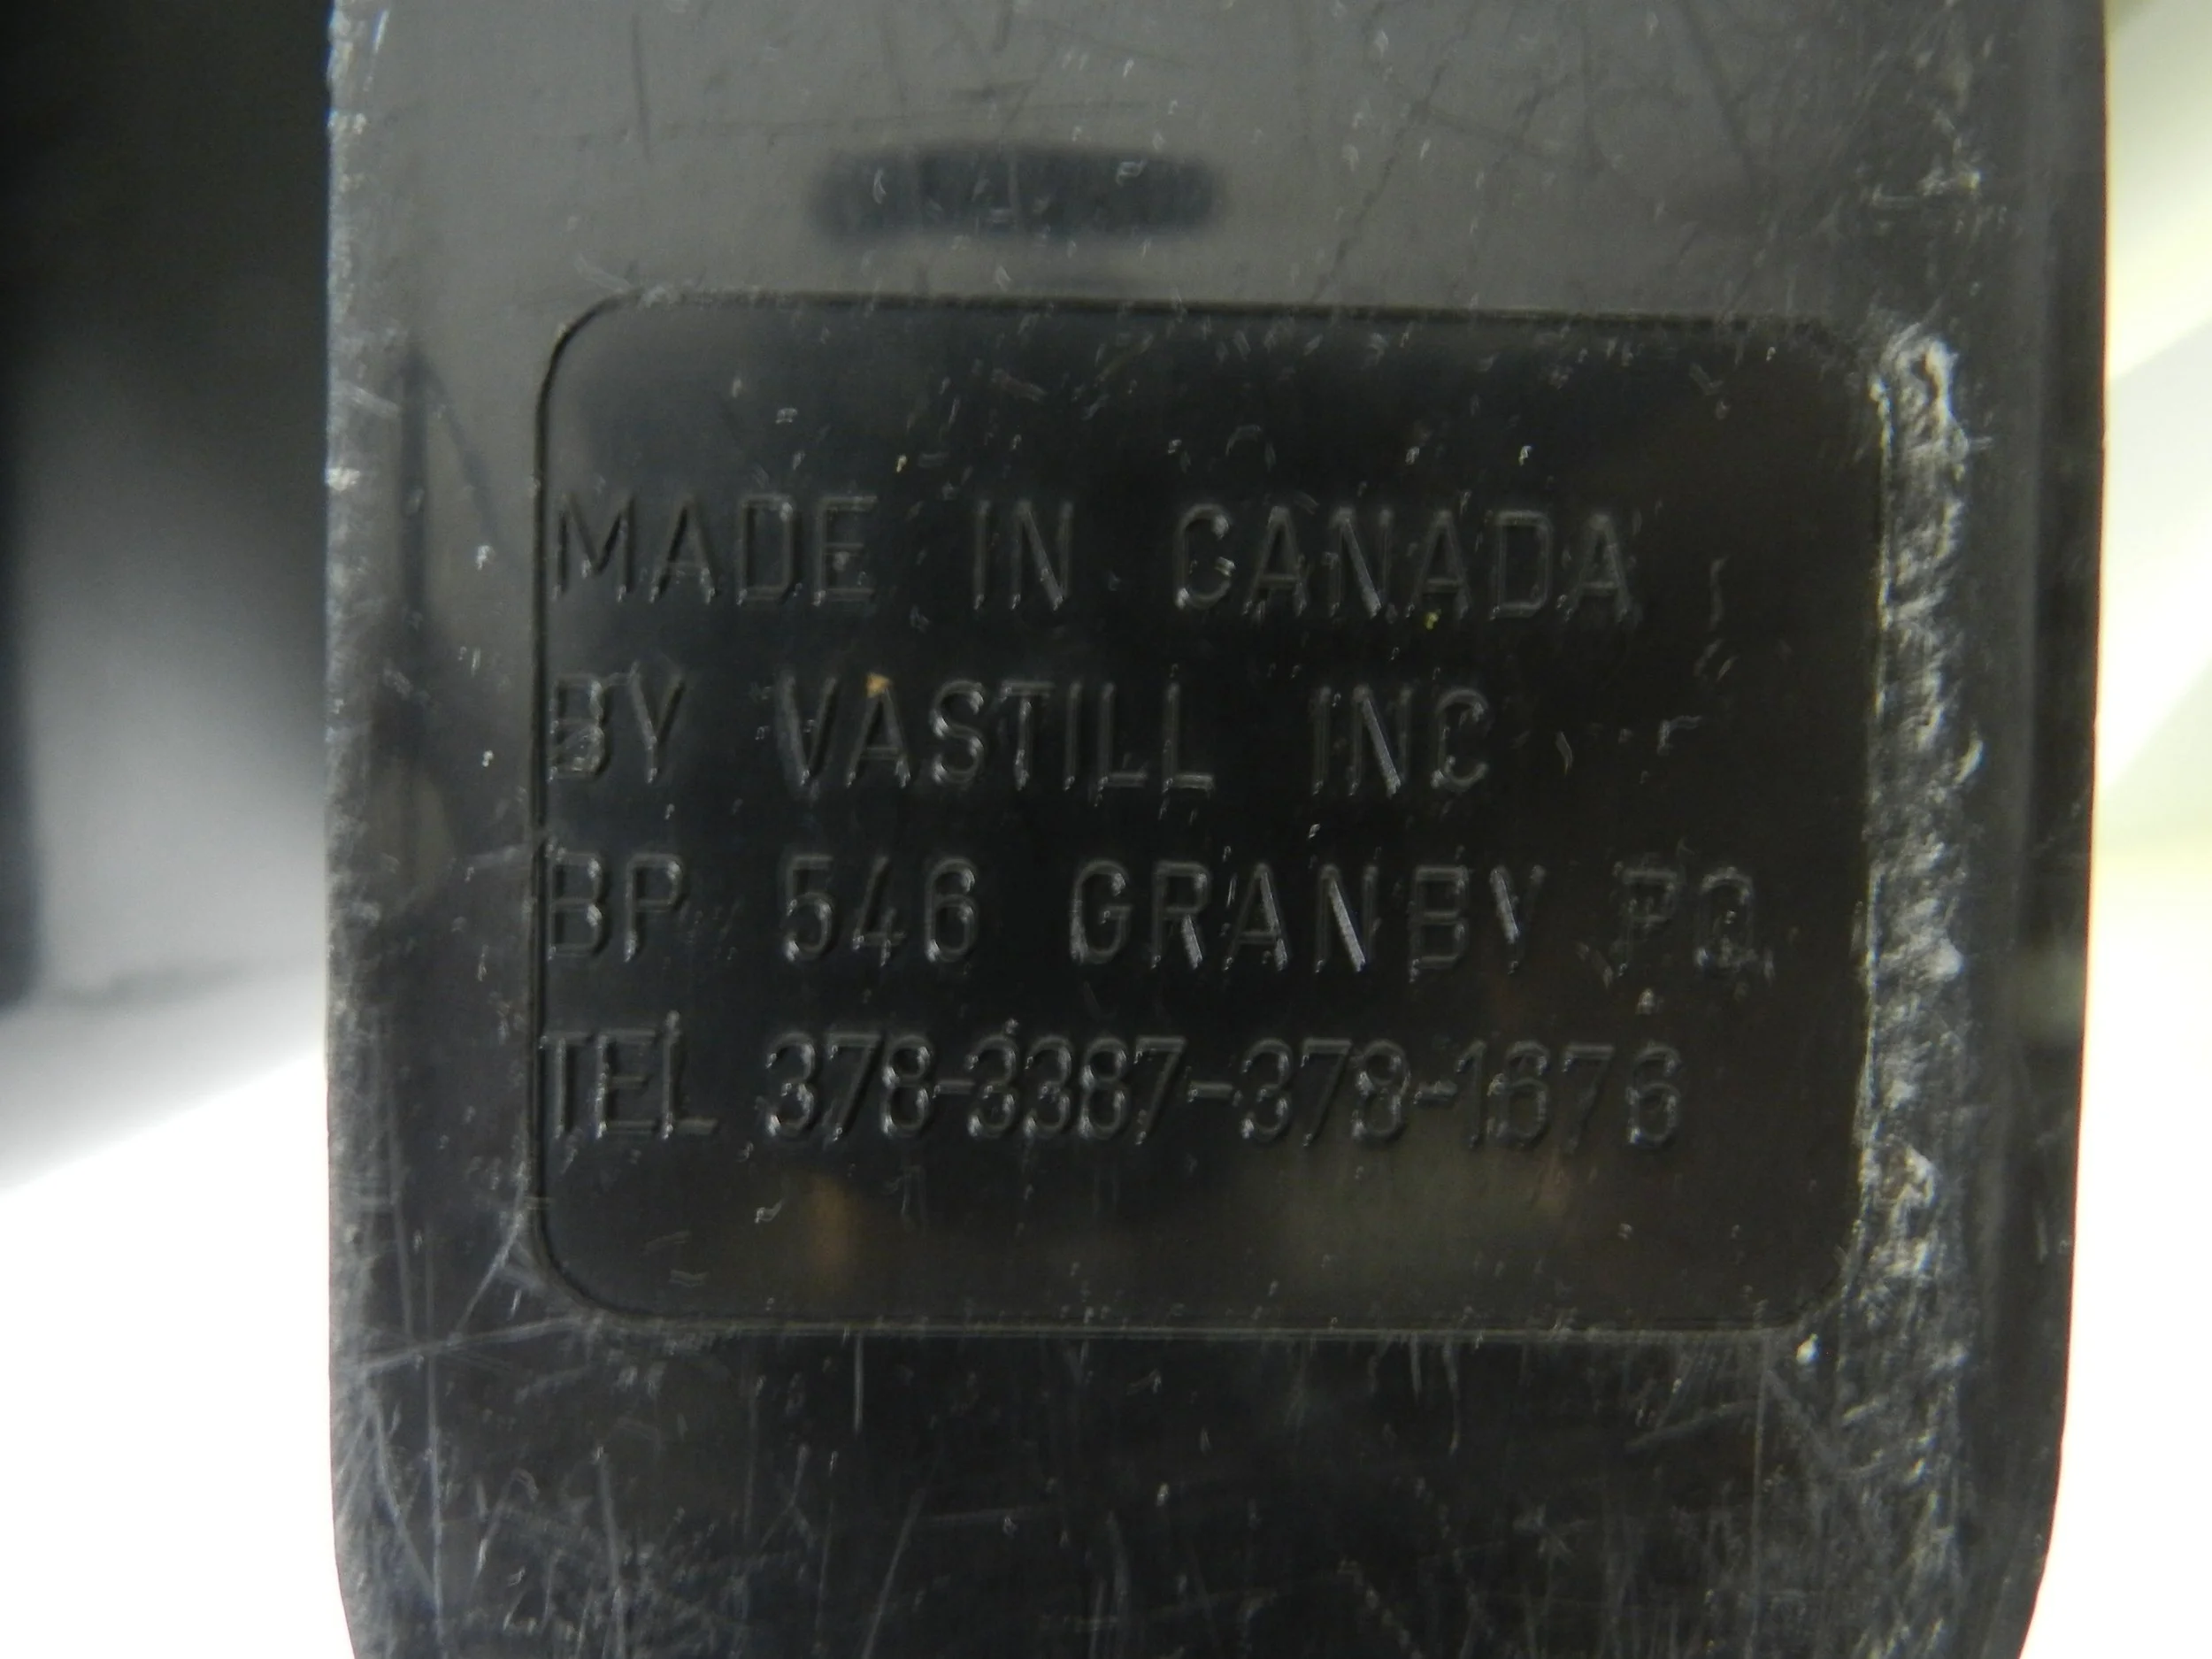 MADE IN CANADA
BY VASTILL INC
BP 546 GRANBY PQ
TEL 378-3387-378-1676